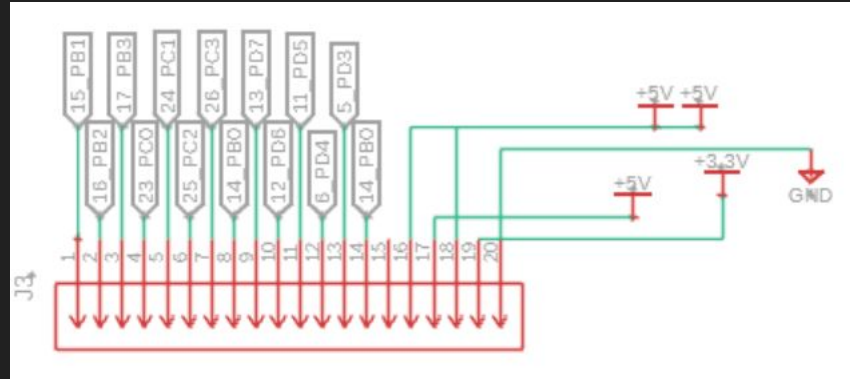 15_PB1
17_PB3
24_PC1
26_PC3
13_PD7
11_PD5
5_PD3
16_PB2
23_PC0
25_PC2
14_PB0
12_PD6
6_PD4
14_PB0
+5V
+5V
+3.3V
+5V
GND
1
2
3
4
5
6
7
8
9
10
11
12
13
14
15
16
17
18
19
20
J3